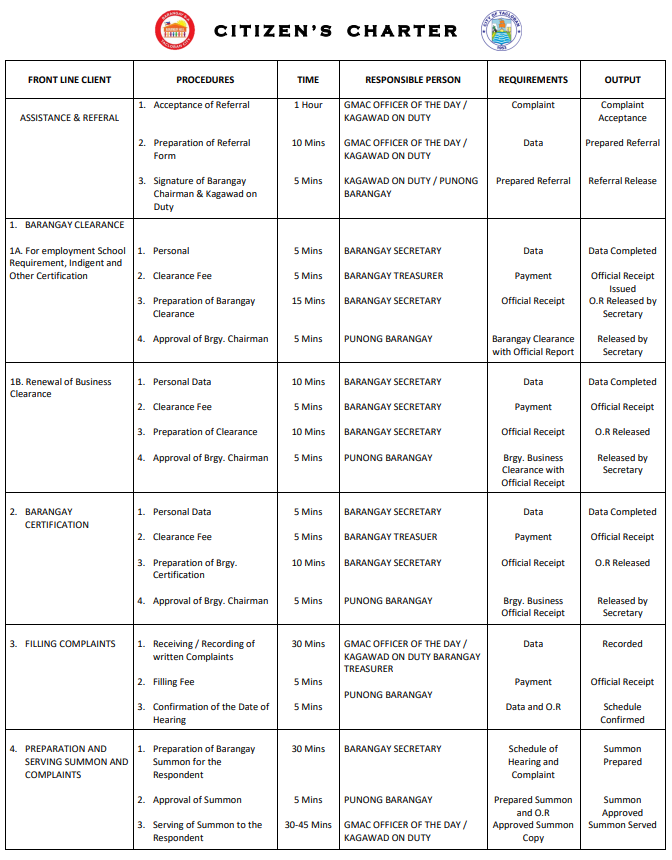 CITIZEN'S CHARTER
CITY OF TACLOBAN
FRONT LINE CLIENT PROCEDURES TIME RESPONSIBLE PERSON REQUIREMENTS OUTPUT
ASSISTANCE & REFERAL
1. Acceptance of Referral 1 Hour GMAC OFFICER OF THE DAY / Complaint Complaint
KAGAWAD ON DUTY Acceptance
2. Preparation of Referral 10 Mins GMAC OFFICER OF THE DAY / Data Prepared Referral
Form KAGAWAD ON DUTY
3. Signature of Barangay 5 Mins KAGAWAD ON DUTY / PUNONG Prepared Referral Referral Release
Chairman & Kagawad on BARANGAY
Duty
1. BARANGAY CLEARANCE
1A. For employment School 1. Personal 5 Mins BARANGAY SECRETARY Data Data Completed
Requirement, Indigent and
Other Certification 2. Clearance Fee 5 Mins BARANGAY TREASURER Payment Official Receipt
Issued
3. Preparation of Barangay 15 Mins BARANGAY SECRETARY Official Receipt O.R Released by
Clearance Secretary
4. Approval of Brgy. Chairman 5 Mins PUNONG BARANGAY Barangay Clearance Released by
with Official Report Secretary
1B. Renewal of Business 1. Personal Data 10 Mins BARANGAY SECRETARY Data Data Completed
Clearance
2. Clearance Fee 5 Mins BARANGAY SECRETARY Payment Official Receipt
3. Preparation of Clearance 10 Mins BARANGAY SECRETARY Official Receipt O.R Released
4. Approval of Brgy. Chairman 5 Mins PUNONG BARANGAY Brgy. Business Released by
Clearance with Secretary
Official Receipt
2. BARANGAY 1. Personal Data 5 Mins BARANGAY SECRETARY Data Data Completed
CERTIFICATION
2. Clearance Fee 5 Mins BARANGAY TREASUER Payment Official Receipt
3. Preparation of Brgy. 10 Mins BARANGAY SECRETARY Official Receipt O.R Released
Certification
4. Approval of Brgy. Chairman 5 Mins PUNONG BARANGAY Brgy. Business Released by
Official Receipt Secretary
3. FILLING COMPLAINTS 1. Receiving / Recording of 30 Mins GMAC OFFICER OF THE DAY / Data Recorded
written Complaints KAGAWAD ON DUTY BARANGAY
TREASURER
2. Filling Fee 5 Mins Payment Official Receipt
PUNONG BARANGAY
3. Confirmation of the Date of 5 Mins Data and O.R Schedule
Hearing Confirmed
4. PREPARATION AND 1. Preparation of Barangay 30 Mins BARANGAY SECRETARY Schedule of Summon
SERVING SUMMON AND Summon for the Hearing and Prepared
COMPLAINTS Respondent Complaint
2. Approval of Summon 5 Mins PUNONG BARANGAY Prepared Summon Summon
and O.R Approved
3. Serving of Summon to the 30-45 Mins GMAC OFFICER OF THE DAY / Approved Summon Summon Served
Respondent KAGAWAD ON DUTY Copy